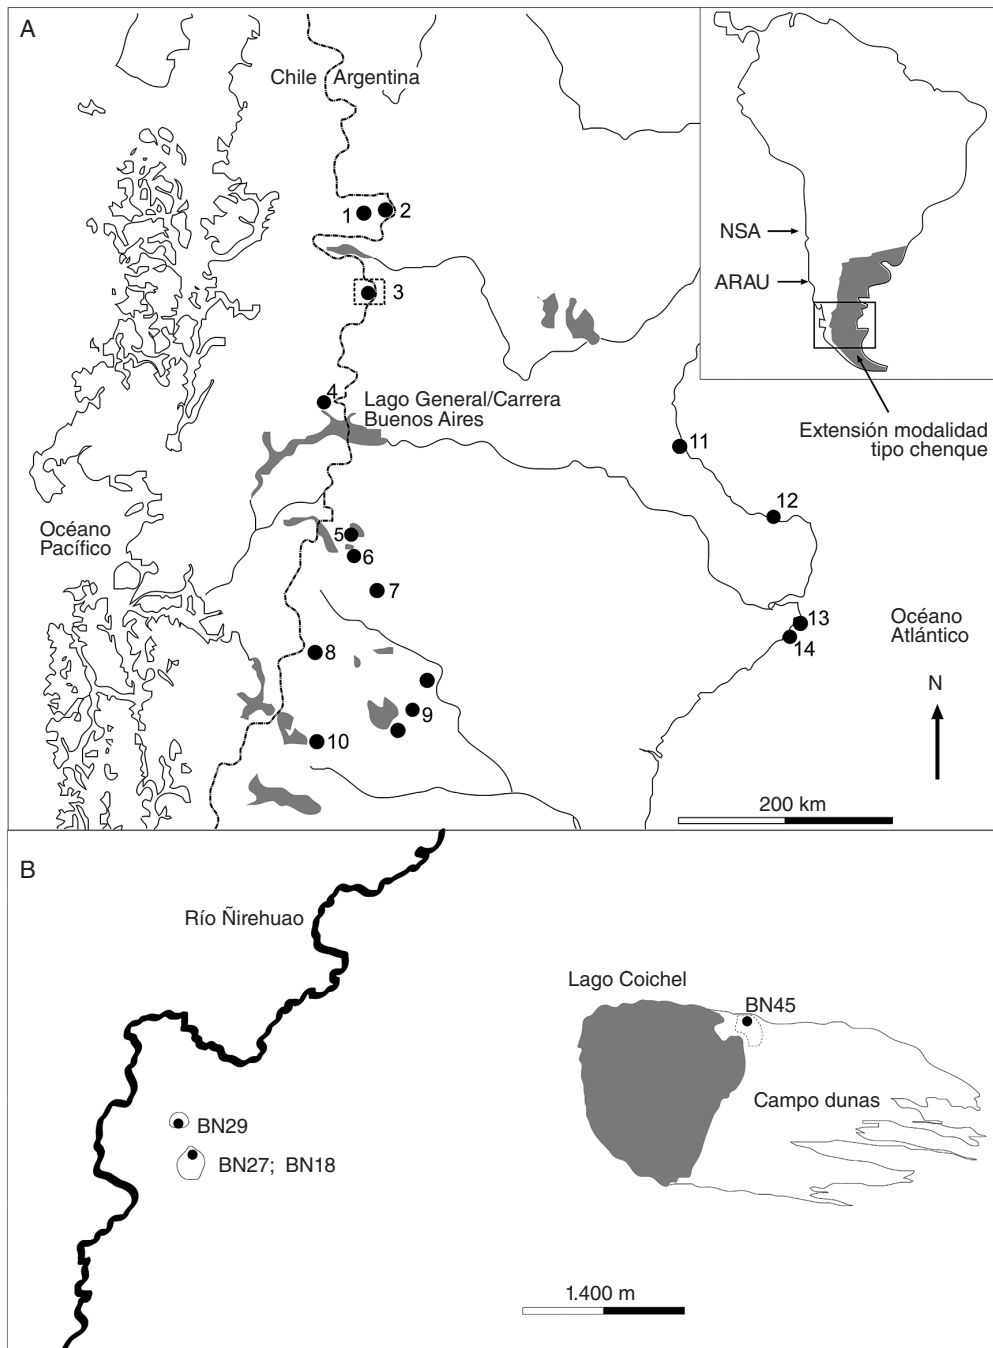 A
Chile Argentina
1
2
3
4
Lago General/Carrera
Buenos Aires
Océano
Pacífico
5
6
7
8
9
10
11
12
13
14
Océano
Atlántico
N
200 km
NSA
ARAU
Extensión modalidad
tipo chenque
B
Río Ñirehuao
Lago Coichel
BN45
Campo dunas
BN29
BN27; BN18
1.400 m